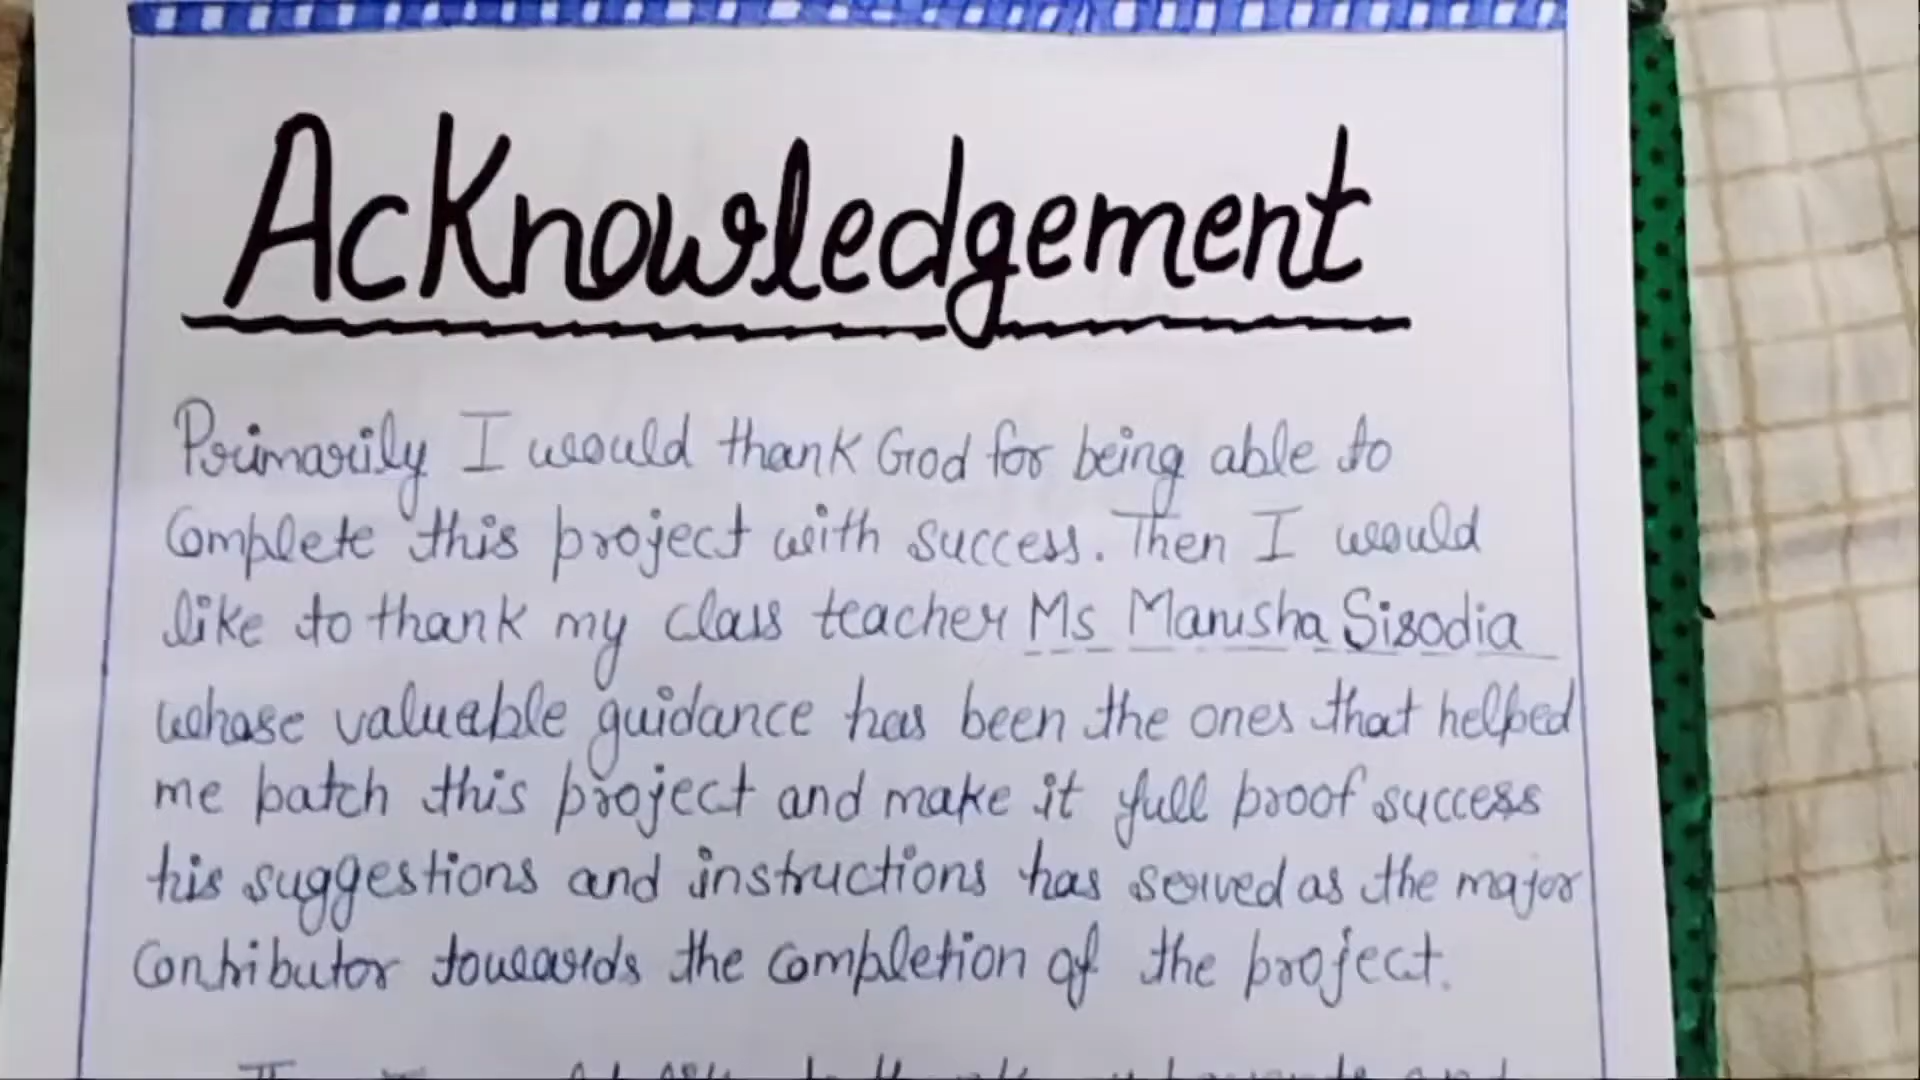 Acknowledgement
Primarily I would thank God for being able to
Complete this project with success. Then I would
like to thank my class teacher Ms Manisha Sisodia
whose valuable guidance has been the ones that helped
me patch this project and make it full proof success
his suggestions and instructions has served as the major
Contributor towards the completion of the project.